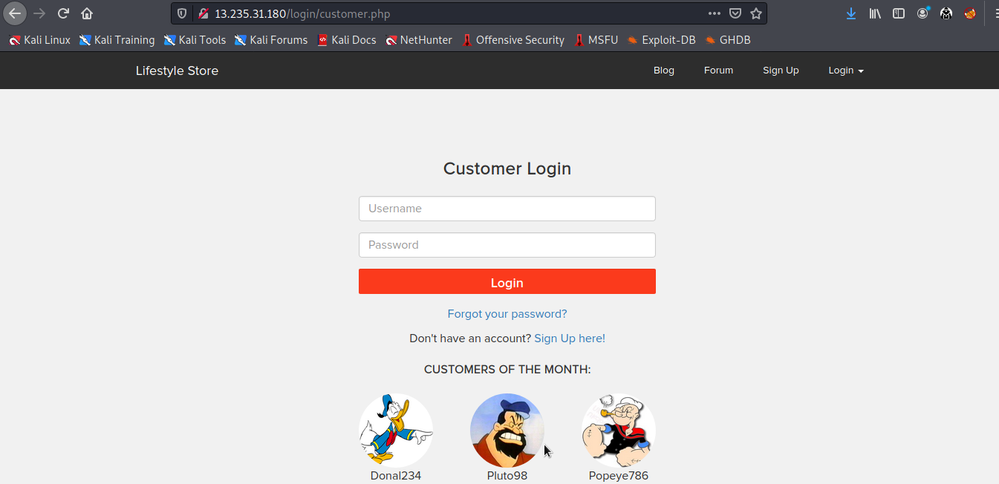 13.235.31.180/login/customer.php
Kali Linux Kali Training Kali Tools Kali Forums Kali Docs NetHunter Offensive Security MSFU Exploit-DB GHDB
Lifestyle Store Blog Forum Sign Up Login
Customer Login
Username
Password
Login
Forgot your password?
Don't have an account? Sign Up here!
CUSTOMERS OF THE MONTH:
Donal234 Pluto98 Popeye786